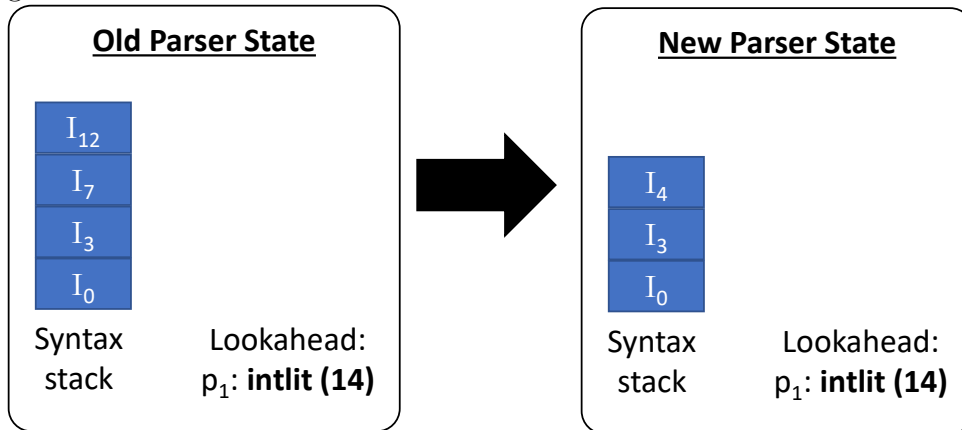 Old Parser State
I12
I7
I3
I0
Syntax stack
Lookahead:
p1: intlit (14)
New Parser State
I4
I3
I0
Syntax stack
Lookahead:
p1: intlit (14)